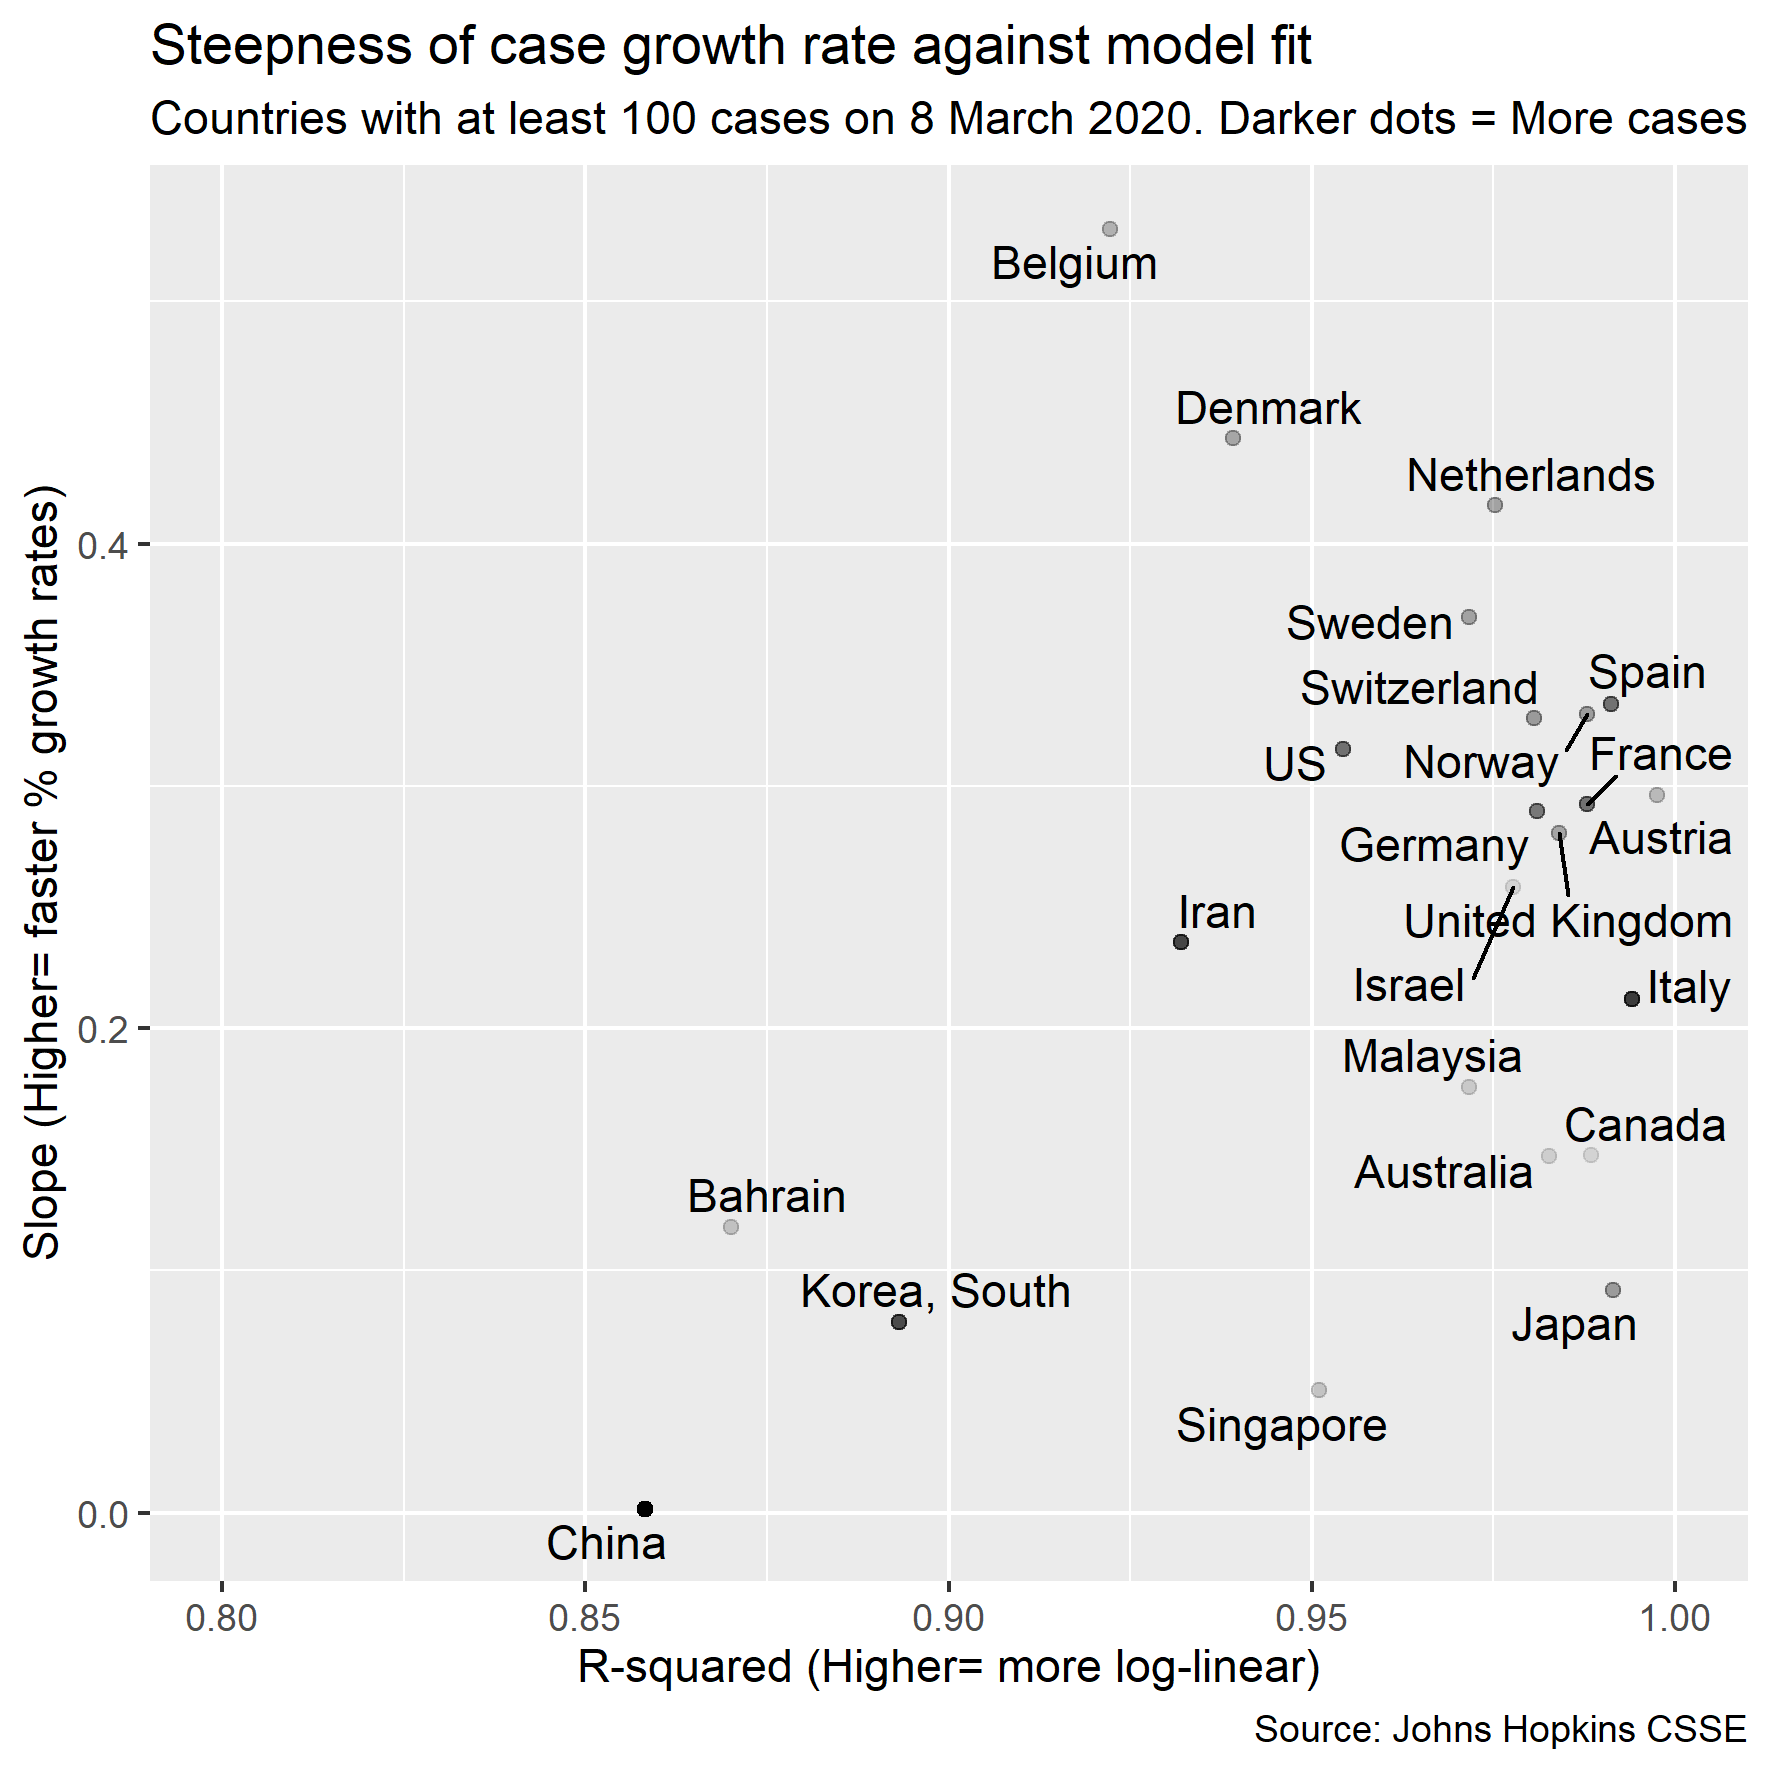 Steepness of case growth rate against model fit
Countries with at least 100 cases on 8 March 2020. Darker dots = More cases
Slope (Higher= faster % growth rates)
0.4
0.2
0.0
Belgium
Denmark
Netherlands
Sweden
Spain
Switzerland
Norway
US
France
Germany
Austria
Iran
United Kingdom
Israel
Italy
Malaysia
Canada
Australia
Bahrain
Korea, South
Japan
Singapore
China
0.80
0.85
0.90
0.95
1.00
R-squared (Higher= more log-linear)
Source: Johns Hopkins CSSE